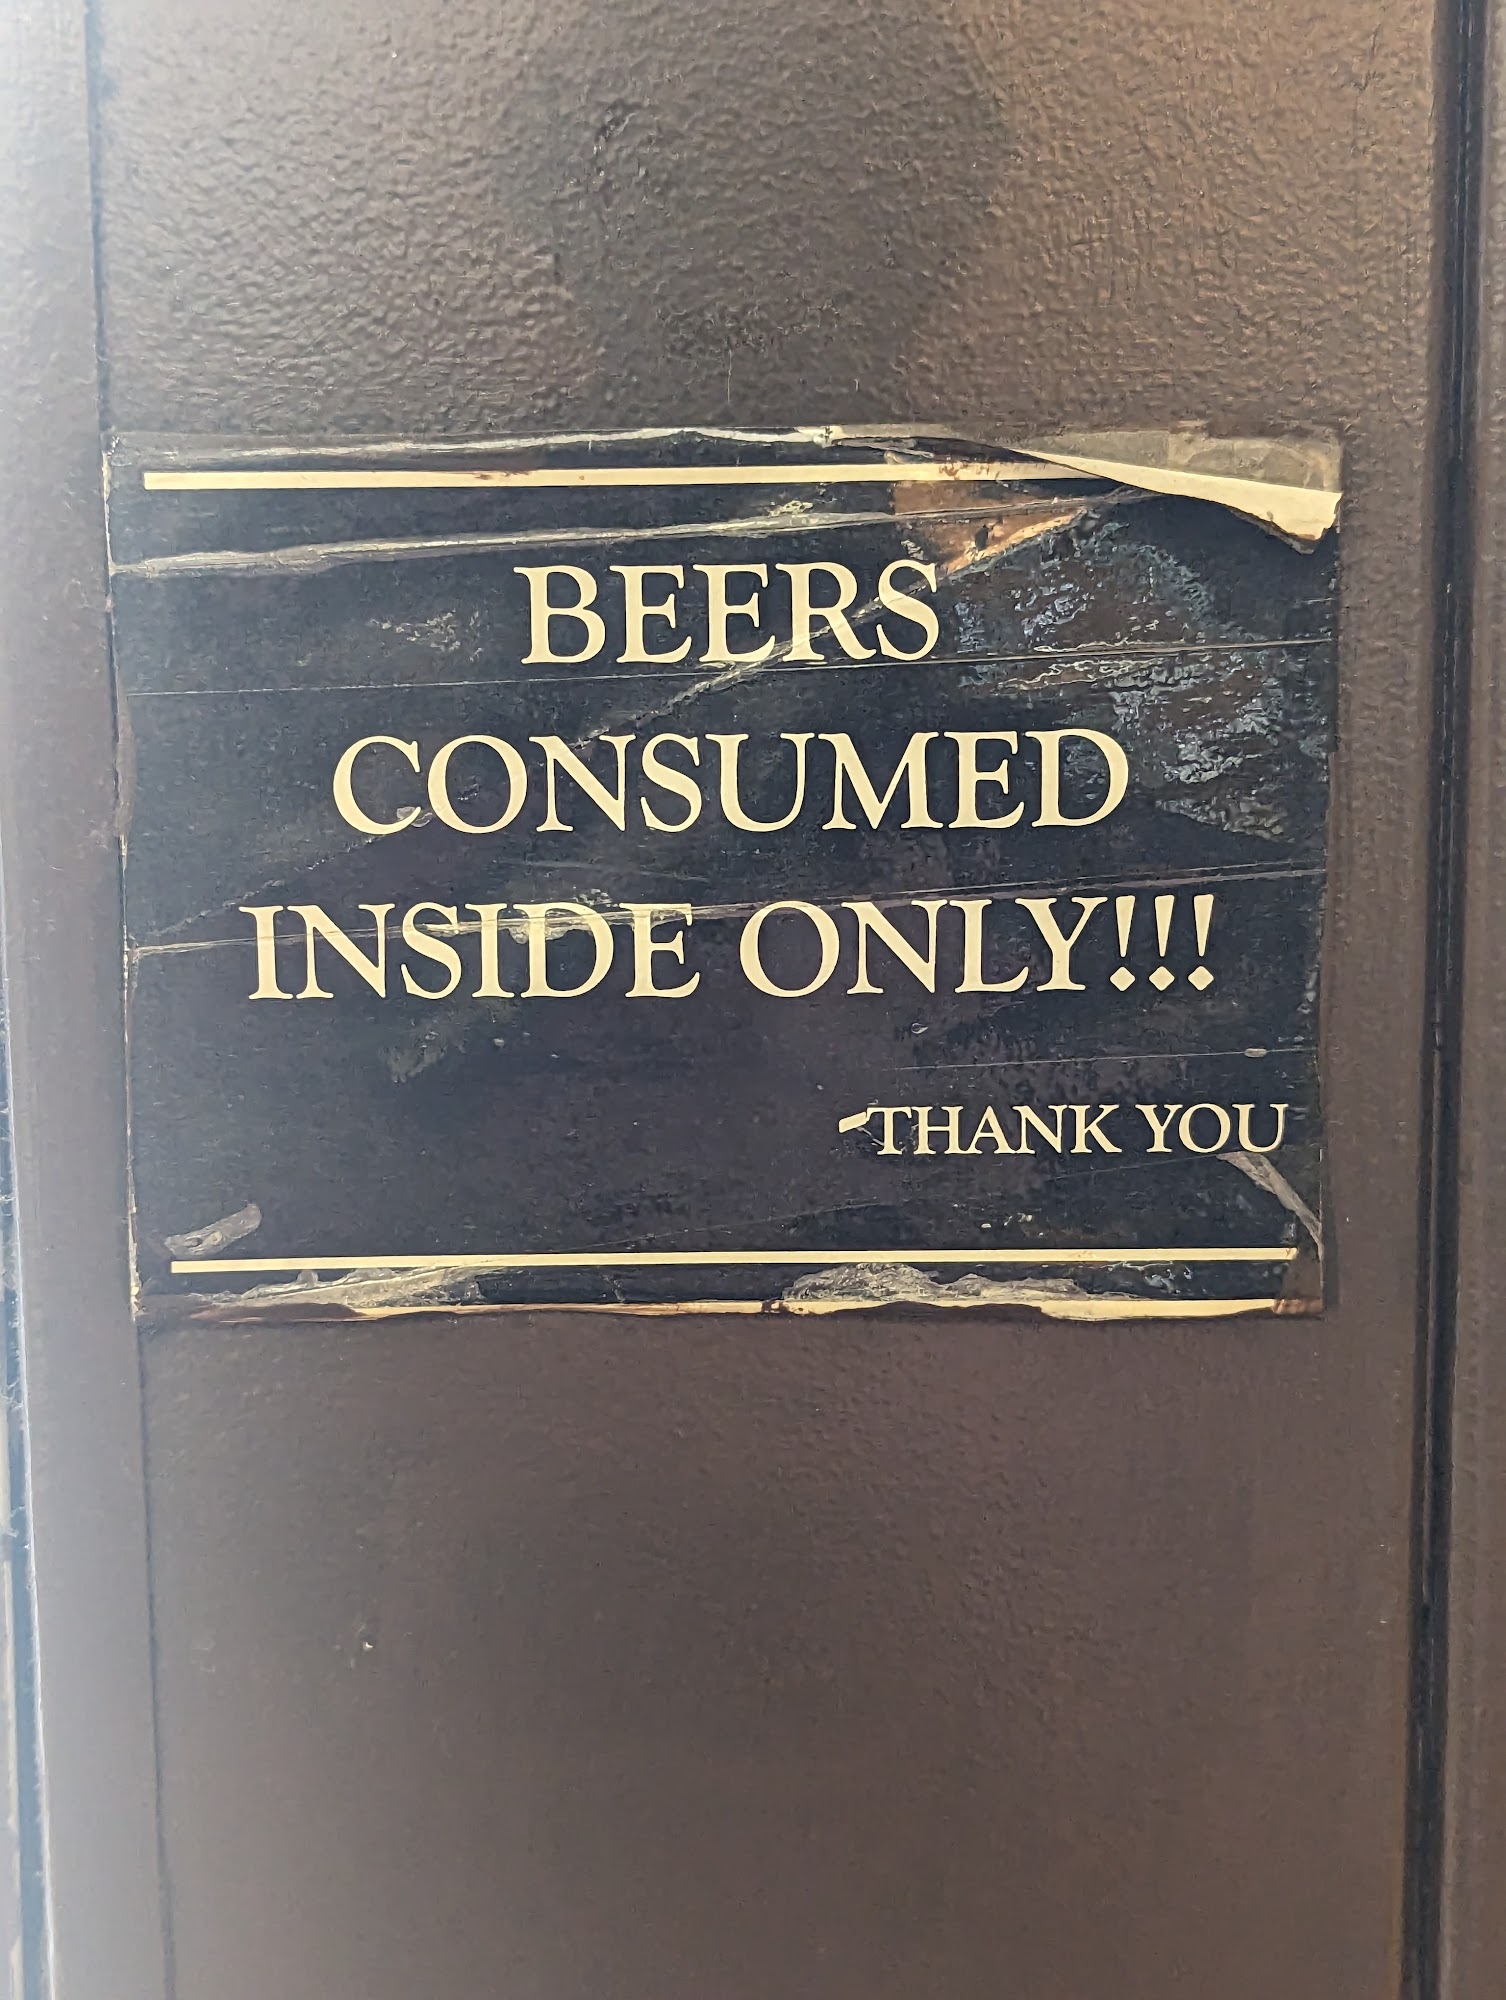 BEERS
CONSUMED
INSIDE ONLY!!!
-THANK YOU